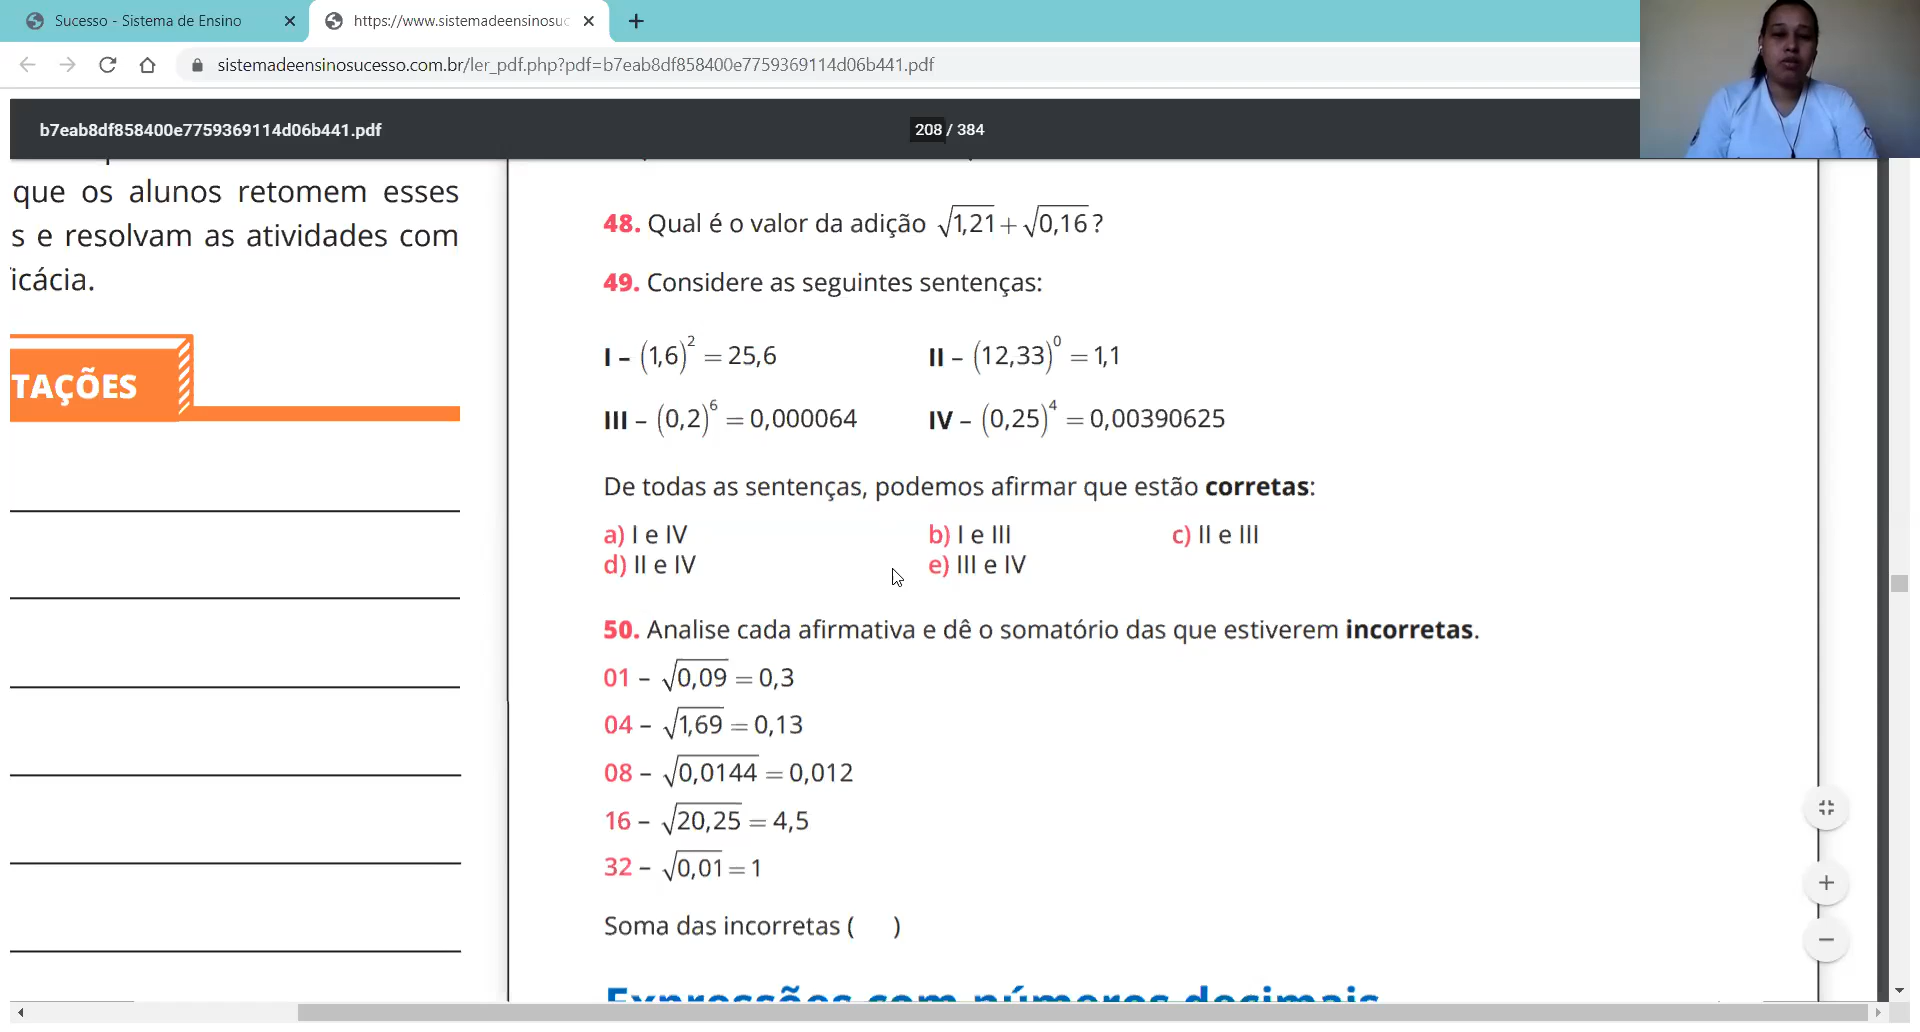 Sucesso - Sistema de Ensino
https://www.sistemadeensinosuc
sistemadeensinosucesso.com.br/ler_pdf.php?pdf=b7eab8df858400e7759369114d06b441.pdf
b7eab8df858400e7759369114d06b441.pdf
208 / 384
que os alunos retomem esses
s e resolvam as atividades com
icácia.
TAÇÕES
48. Qual é o valor da adição √1,21 + √0,16 ?
49. Considere as seguintes sentenças:
I – (1,6)² = 25,6
II – (12,33)⁰ = 1,1
III – (0,2)⁶ = 0,000064
IV – (0,25)⁴ = 0,00390625
De todas as sentenças, podemos afirmar que estão corretas:
a) I e IV
b) I e III
c) II e III
d) II e IV
e) III e IV
50. Analise cada afirmativa e dê o somatório das que estiverem incorretas.
01 – √0,09 = 0,3
04 – √1,69 = 0,13
08 – √0,0144 = 0,012
16 – √20,25 = 4,5
32 – √0,01 = 1
Soma das incorretas (   )
Expressões com números decimais